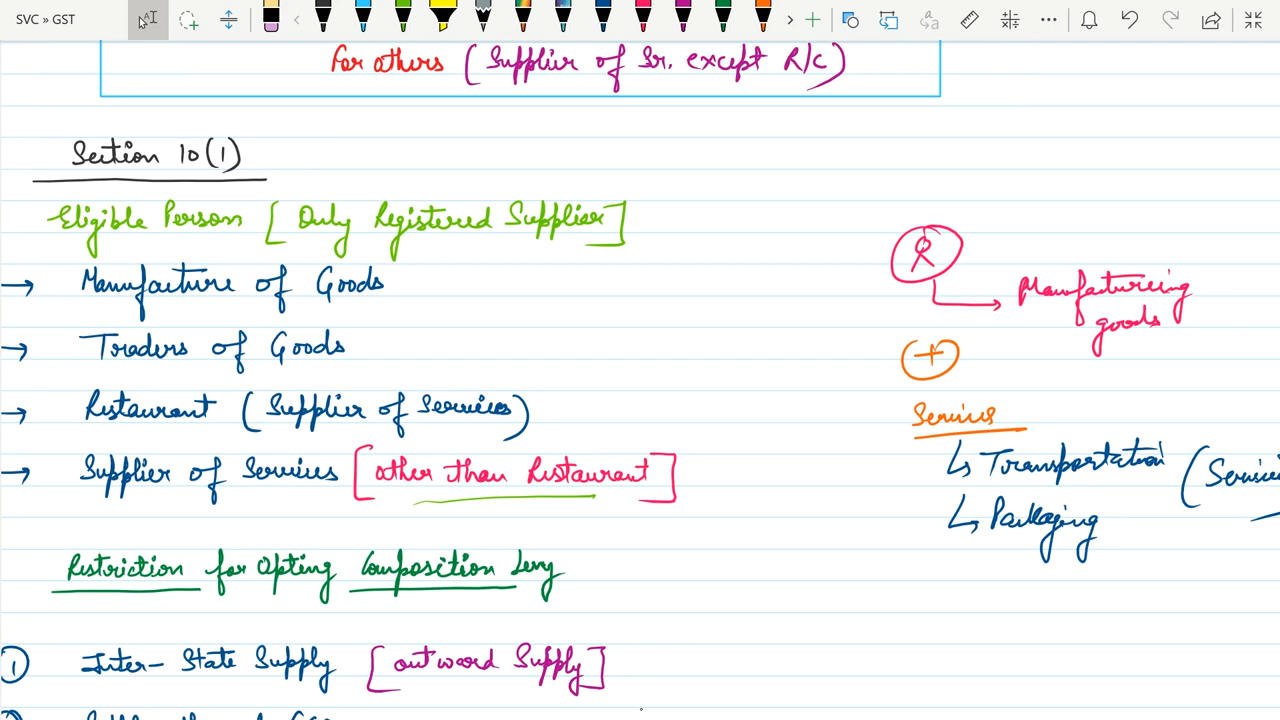 SVC » GST
For others (Supplier of Sr. except R/C)
Section 10(1)
Eligible Person [Only Registered Supplier]
→ Manufacture of Goods
→ Traders of Goods
→ Restaurant (Supplier of Services)
→ Supplier of Services [other than Restaurant]
R
Manufacturing
goods
+
Services
↳ Transportation (Service
↳ Packaging
Restriction for Opting Composition Levy
① Inter-State Supply [outward Supply]